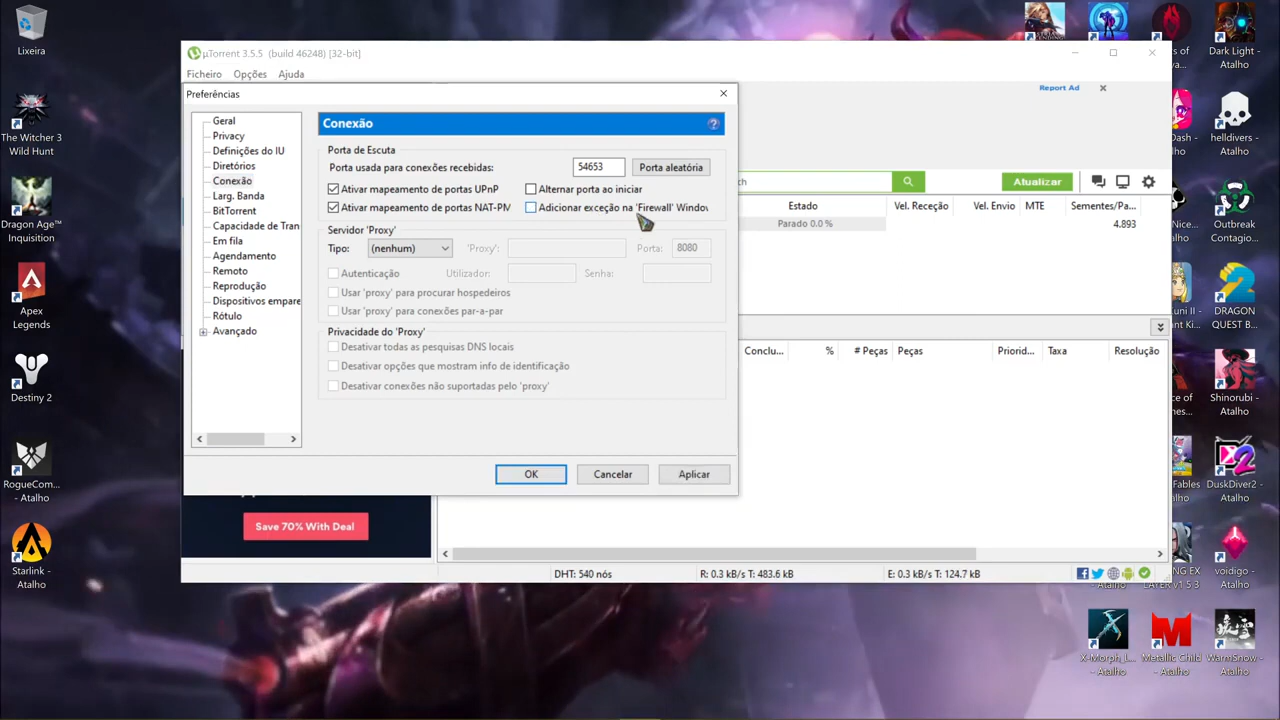 Lixeira
The Witcher 3
Wild Hunt
Dragon Age™
Inquisition
Apex
Legends
Destiny 2
RogueCom...
- Atalho
Starlink -
Atalho
µTorrent 3.5.5 (build 46248) [32-bit]
Ficheiro Opções Ajuda
Report Ad
Preferências
Geral
Privacy
Definições do IU
Diretórios
Conexão
Larg. Banda
BitTorrent
Capacidade de Tran
Em fila
Agendamento
Remoto
Reprodução
Dispositivos empare
Rótulo
Avançado
Conexão
Porta de Escuta
Porta usada para conexões recebidas: 54653 Porta aleatória
Ativar mapeamento de portas UPnP Alternar porta ao iniciar
Ativar mapeamento de portas NAT-PM Adicionar exceção na 'Firewall' Window
Servidor 'Proxy'
Tipo: (nenhum) 'Proxy': Porta: 8080
Autenticação Utilizador: Senha:
Usar 'proxy' para procurar hospedeiros
Usar 'proxy' para conexões par-a-par
Privacidade do 'Proxy'
Desativar todas as pesquisas DNS locais
Desativar opções que mostram info de identificação
Desativar conexões não suportadas pelo 'proxy'
OK Cancelar Aplicar
ch Atualizar
Estado Vel. Receção Vel. Envio MTE Sementes/Pa...
Parado 0.0 % 4.893
Conclu... % # Peças Peças Priorid... Taxa Resolução
Save 70% With Deal
DHT: 540 nós R: 0.3 kB/s T: 483.6 kB E: 0.3 kB/s T: 124.7 kB
Dark Light -
Atalho
helldivers -
Atalho
Outbreak
Contagio...
DRAGON
QUEST B...
Shinorubi -
Atalho
DuskDiver2
- Atalho
voidigo -
Atalho
X-Morph_I...
- Atalho
Metallic Child
- Atalho
WarmSnow -
Atalho